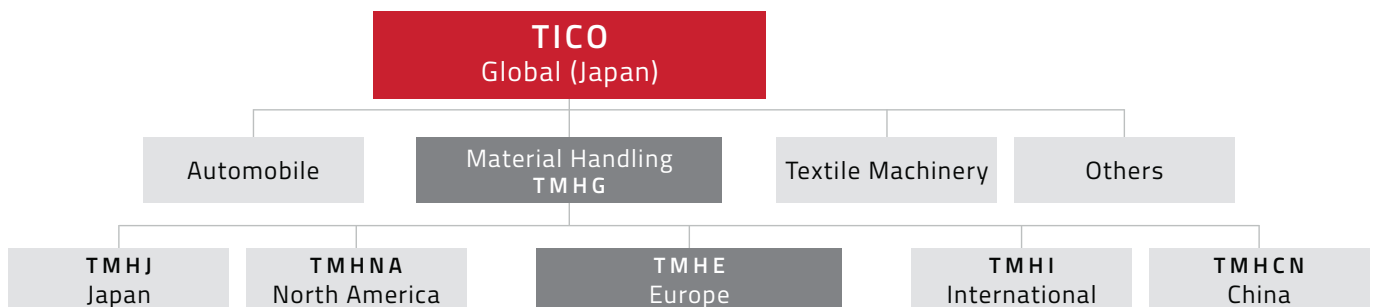 TICO
Global (Japan)
Automobile
Material Handling
TMHG
Textile Machinery
Others
TMHJ
Japan
TMHNA
North America
TMHE
Europe
TMHI
International
TMHCN
China